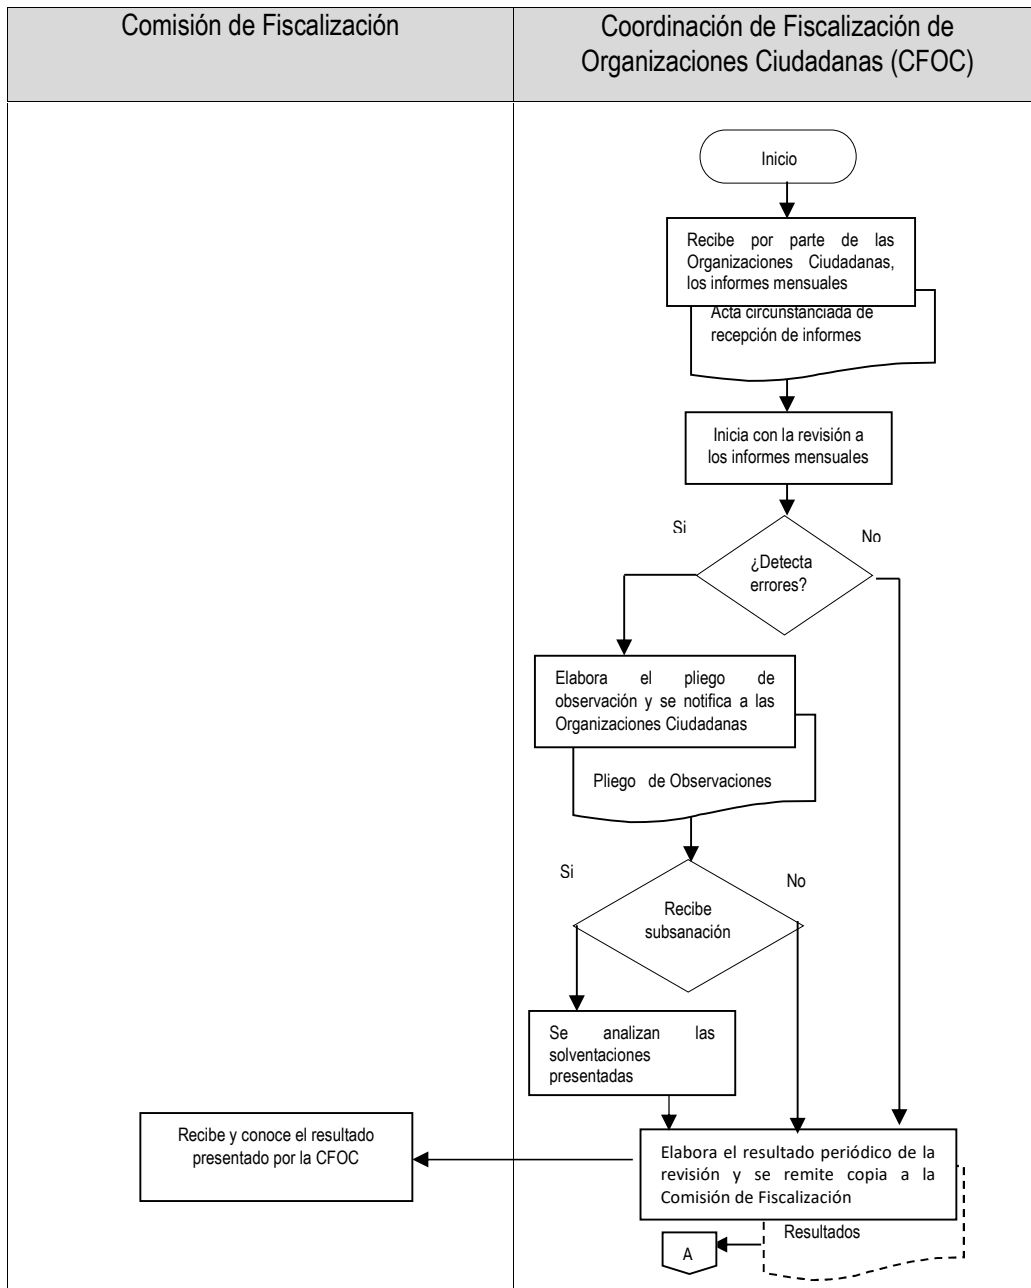 Comisión de Fiscalización
Coordinación de Fiscalización de
Organizaciones Ciudadanas (CFOC)
Inicio
Recibe por parte de las
Organizaciones Ciudadanas,
los informes mensuales
Acta circunstanciada de
recepción de informes
Inicia con la revisión a
los informes mensuales
Si
No
¿Detecta
errores?
Elabora el pliego de
observación y se notifica a las
Organizaciones Ciudadanas
Pliego de Observaciones
Si
No
Recibe
subsanación
Se analizan las
solventaciones
presentadas
Recibe y conoce el resultado
presentado por la CFOC
Elabora el resultado periódico de la
revisión y se remite copia a la
Comisión de Fiscalización
Resultados
A